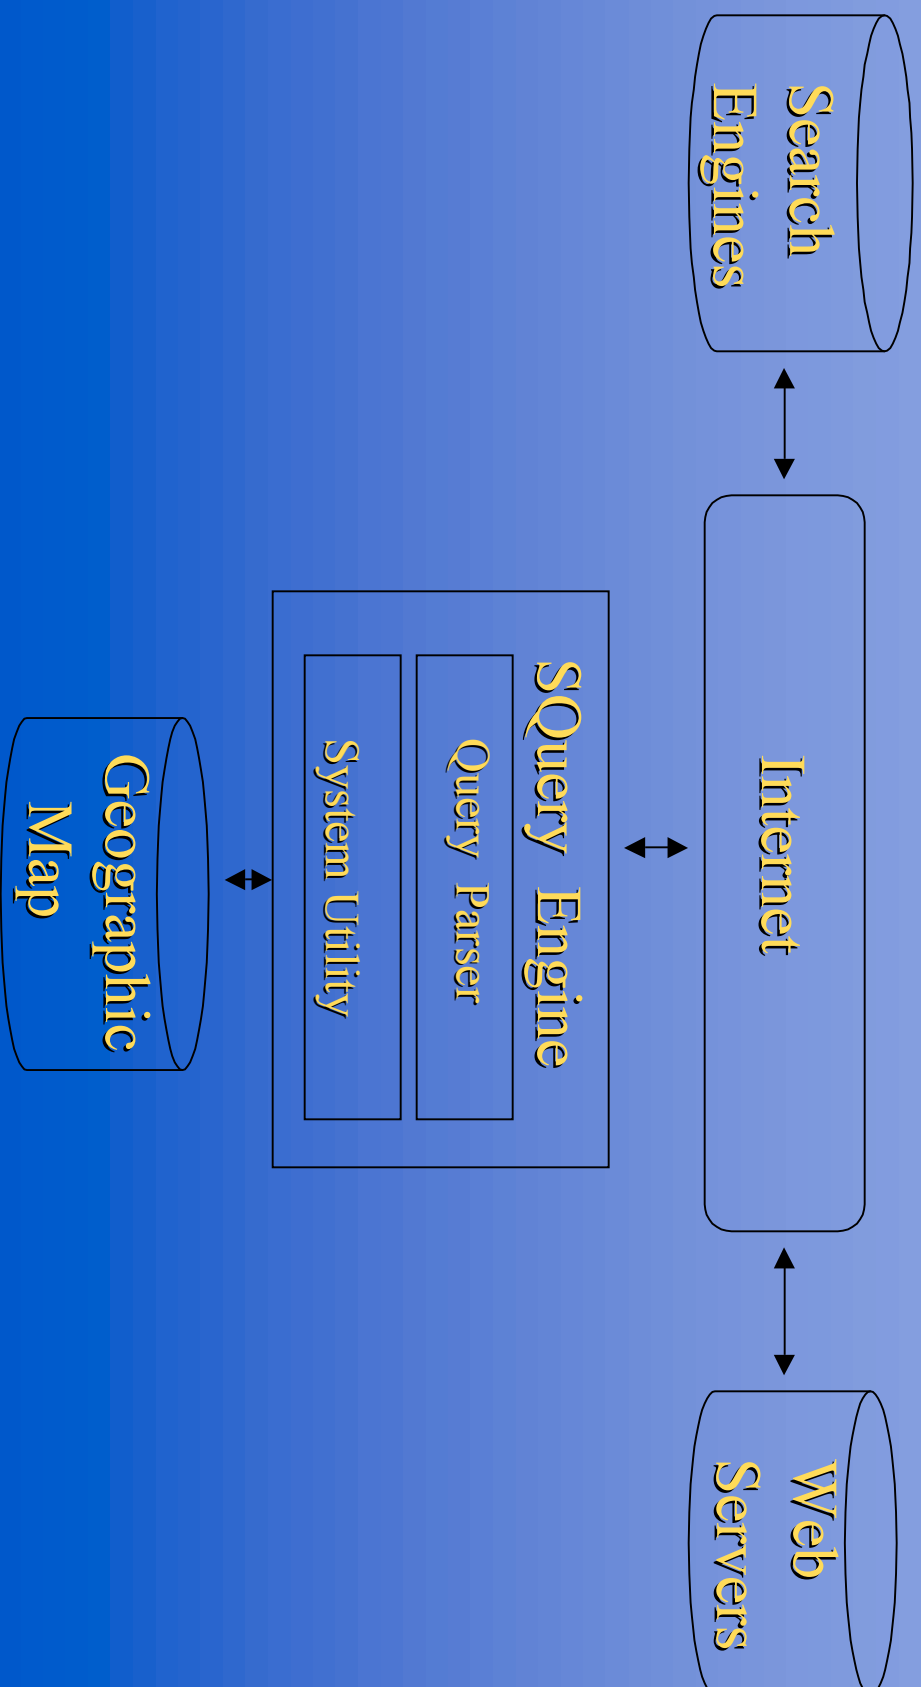 Search
Engines
Internet
Web
Servers
SQuery Engine
Query Parser
System Utility
Geographic
Map